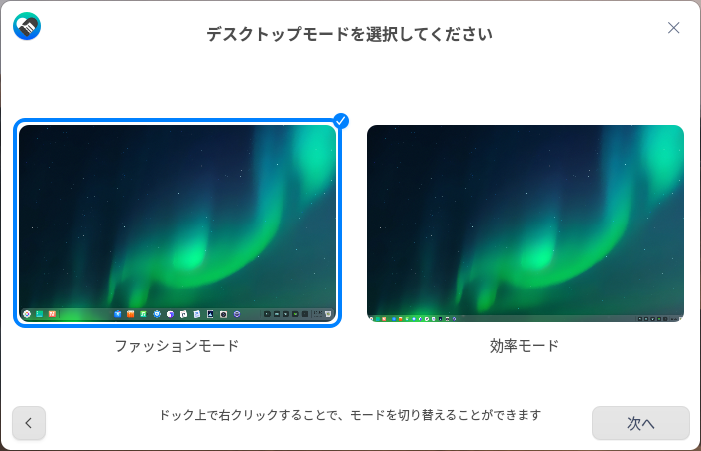 デスクトップモードを選択してください
ファッションモード
効率モード
ドック上で右クリックすることで、モードを切り替えることができます
次へ